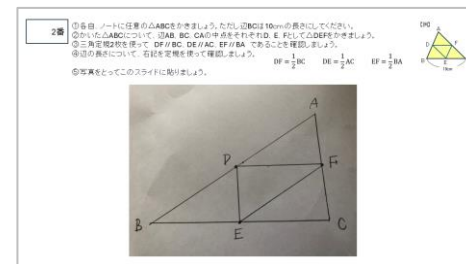 2番
①各自、ノートに任意の△ABCをかきましょう。ただし辺BCは10cmの長さにしてください。
②かいた△ABCについて、辺AB、BC、CAの中点をそれぞれD、E、Fとして△DEFをかきましょう。
③三角定規2枚を使って、DF//BC、DE//AC、EF//BA であることを確認しましょう。
④辺の長さについて、右記を定規を使って確認しましょう。
DF=1/2BC DE=1/2AC EF=1/2BA
⑤写真をとってこのスライドに貼りましょう。
【例】
A
D
F
B
E
10cm
A
D
F
B
E
C